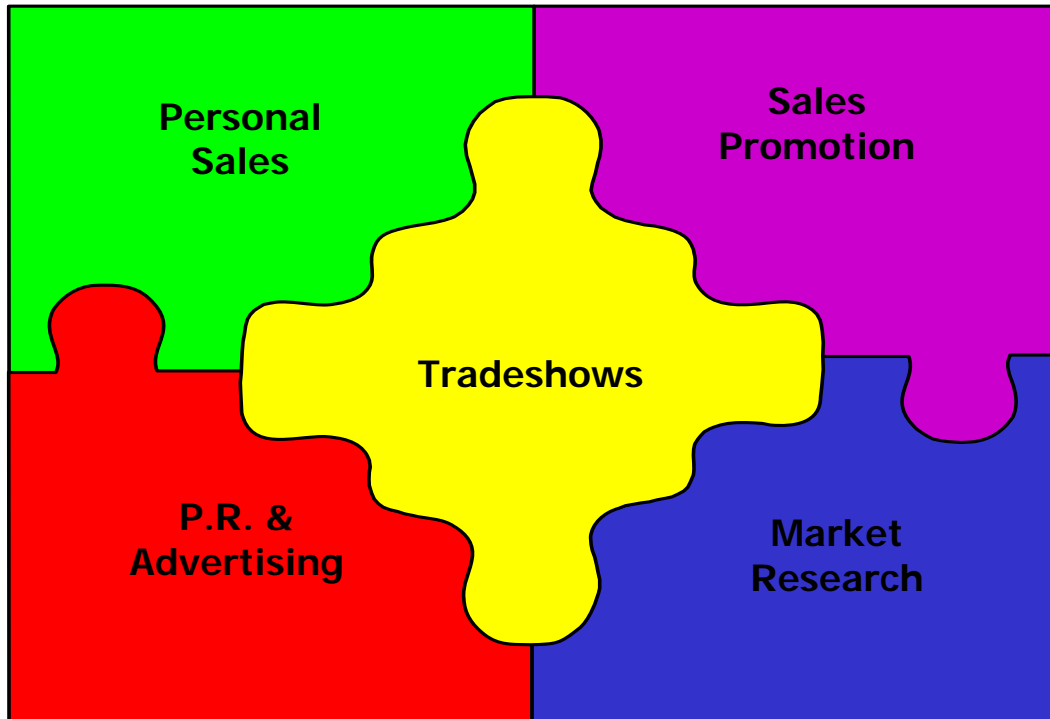 Personal
Sales
Sales
Promotion
Tradeshows
P.R. &
Advertising
Market
Research